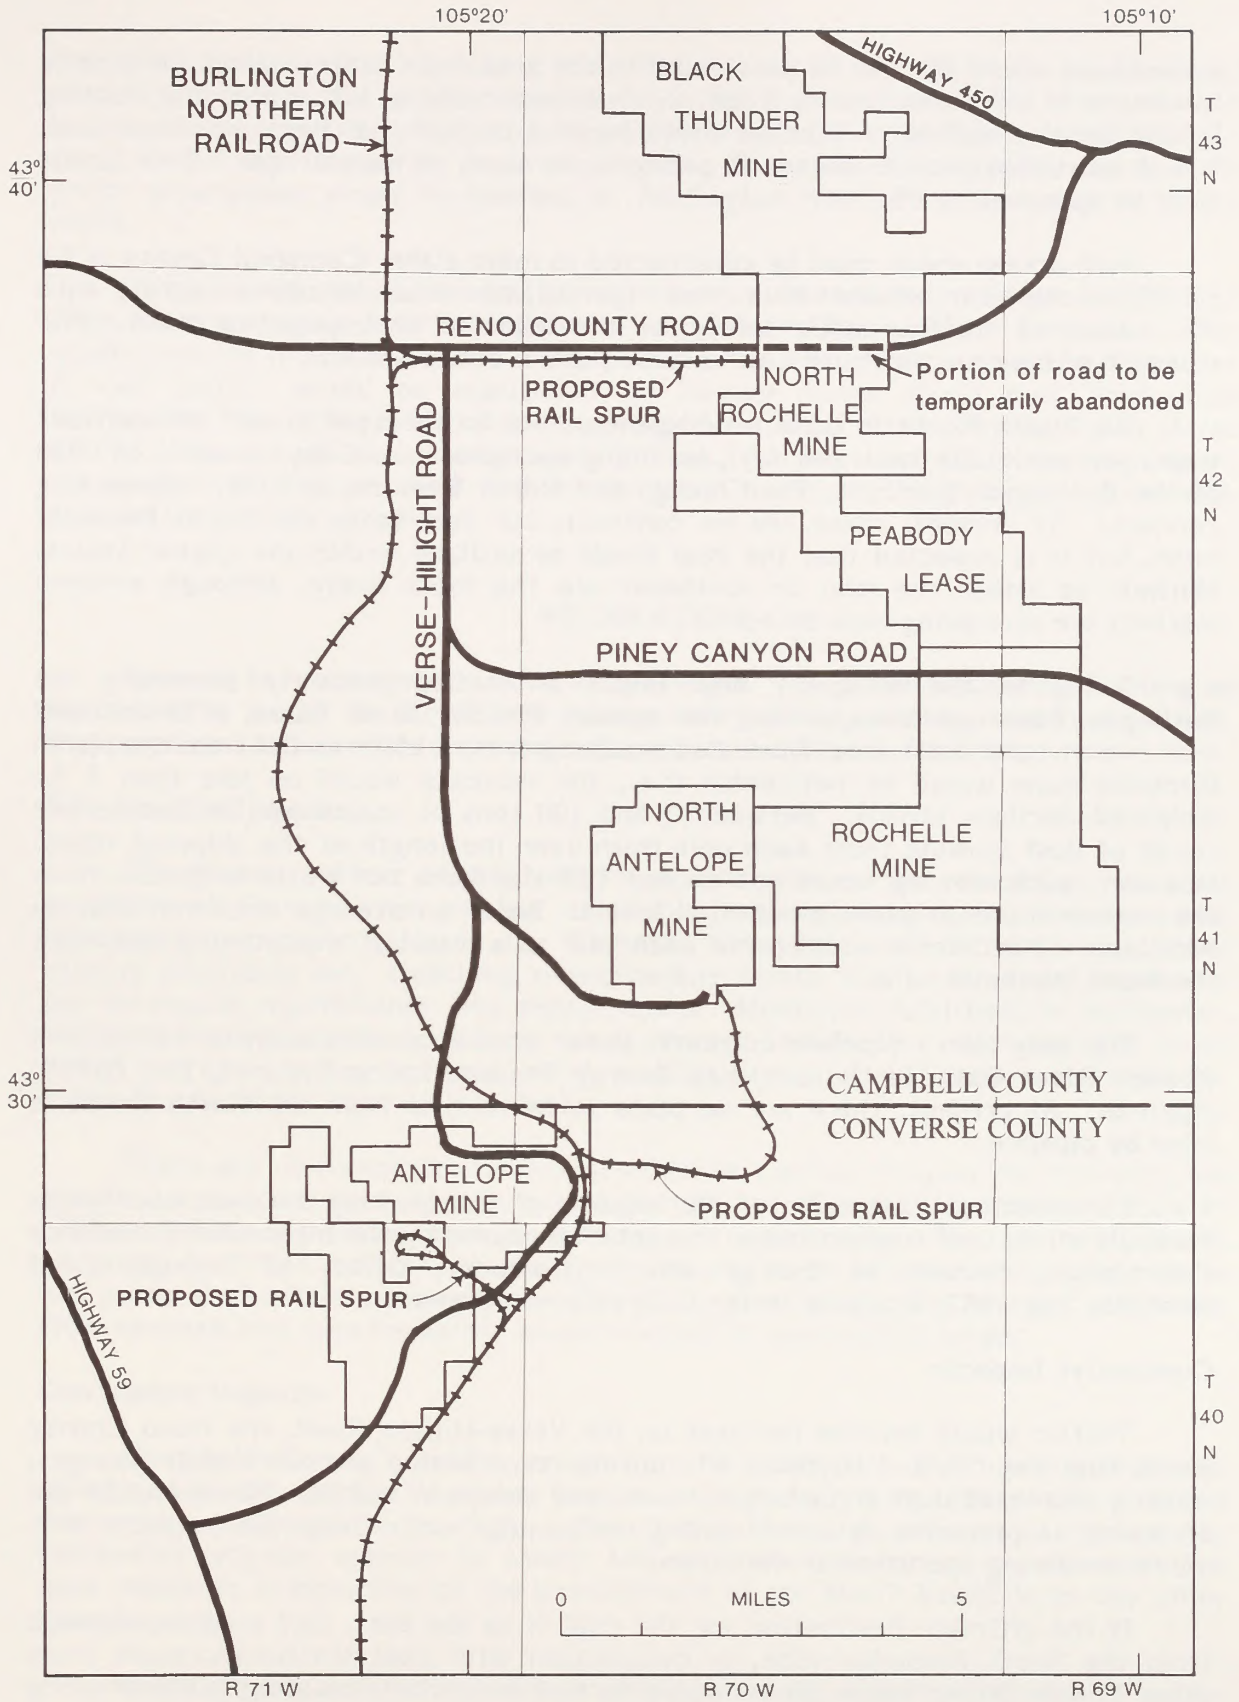 105°20'
105°10'
HIGHWAY 450
BURLINGTON
NORTHERN
RAILROAD
BLACK
THUNDER
MINE
T
43
N
43°
40'
RENO COUNTY ROAD
PROPOSED
RAIL SPUR
NORTH
ROCHELLE
MINE
Portion of road to be
temporarily abandoned
VERSE-HILIGHT ROAD
T
42
N
PEABODY
LEASE
PINEY CANYON ROAD
NORTH
ANTELOPE
MINE
ROCHELLE
MINE
T
41
N
43°
30'
CAMPBELL COUNTY
CONVERSE COUNTY
ANTELOPE
MINE
PROPOSED RAIL SPUR
PROPOSED RAIL SPUR
HIGHWAY 59
T
40
N
0 MILES 5
R 71 W
R 70 W
R 69 W